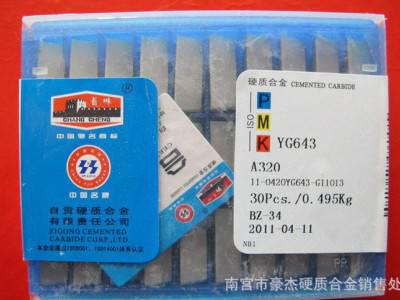 CHANG CHENG
®
中国驰名商标
中国名牌
自贡硬质合金
有限责任公司
ZIGONG CEMENTED
CARBIDE CORP., LTD.
硬质合金 CEMENTED CARBIDE
ISO
P
M
K
YG643
A320
11-0420YG643-G11013
30Pcs./0.495Kg
BZ-34
2011-04-11
NB1
南宫市豪杰硬质合金销售处